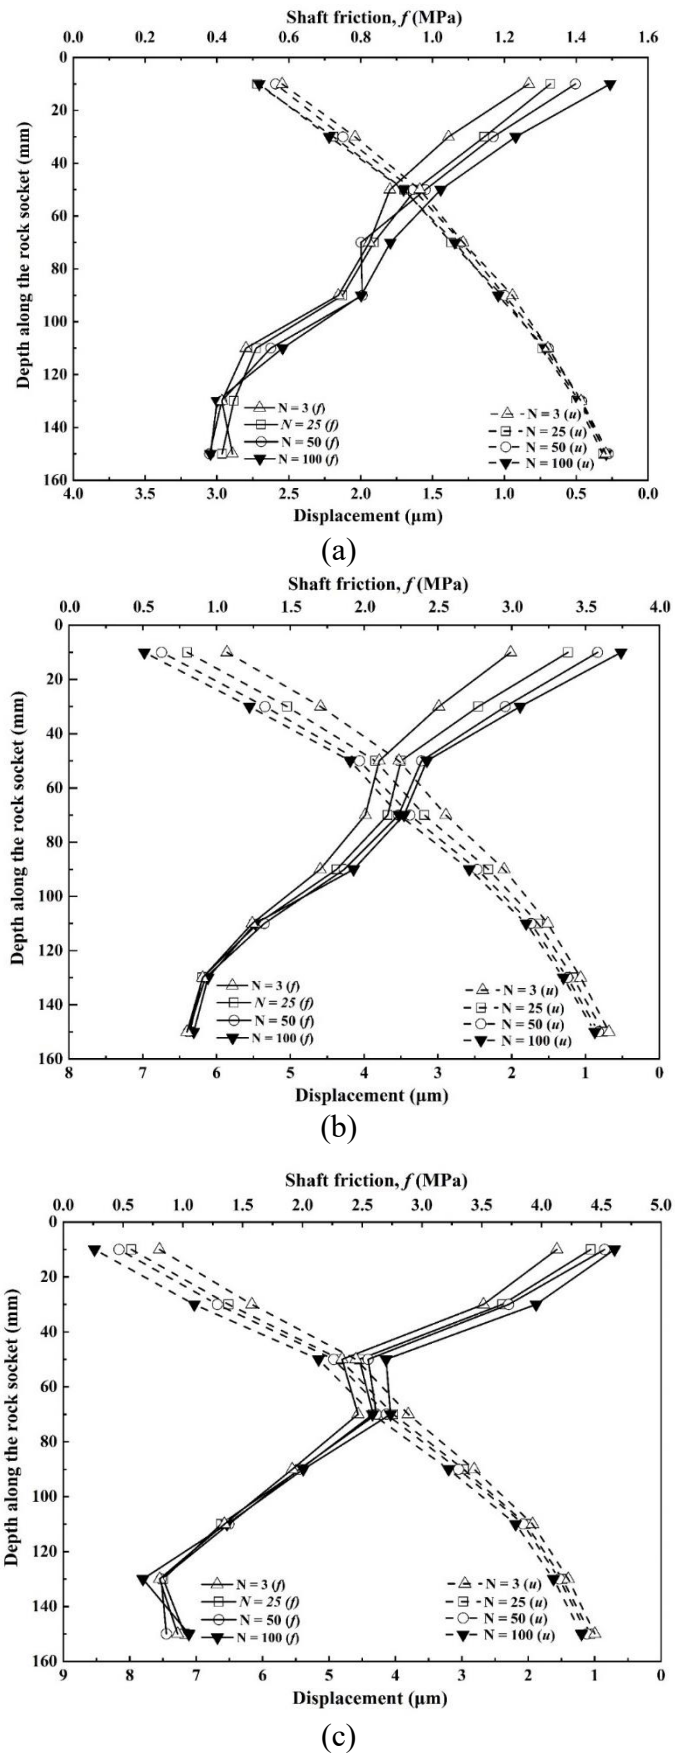 Shaft friction, f (MPa)
0.0 0.2 0.4 0.6 0.8 1.0 1.2 1.4 1.6
Depth along the rock socket (mm)
0
20
40
60
80
100
120
140
160
N = 3 (f)
N = 25 (f)
N = 50 (f)
N = 100 (f)
N = 3 (u)
N = 25 (u)
N = 50 (u)
N = 100 (u)
4.0 3.5 3.0 2.5 2.0 1.5 1.0 0.5 0.0
Displacement (μm)
(a)
Shaft friction, f (MPa)
0.0 0.5 1.0 1.5 2.0 2.5 3.0 3.5 4.0
Depth along the rock socket (mm)
0
20
40
60
80
100
120
140
160
N = 3 (f)
N = 25 (f)
N = 50 (f)
N = 100 (f)
N = 3 (u)
N = 25 (u)
N = 50 (u)
N = 100 (u)
8 7 6 5 4 3 2 1 0
Displacement (μm)
(b)
Shaft friction, f (MPa)
0.0 0.5 1.0 1.5 2.0 2.5 3.0 3.5 4.0 4.5 5.0
Depth along the rock socket (mm)
0
20
40
60
80
100
120
140
160
N = 3 (f)
N = 25 (f)
N = 50 (f)
N = 100 (f)
N = 3 (u)
N = 25 (u)
N = 50 (u)
N = 100 (u)
9 8 7 6 5 4 3 2 1 0
Displacement (μm)
(c)